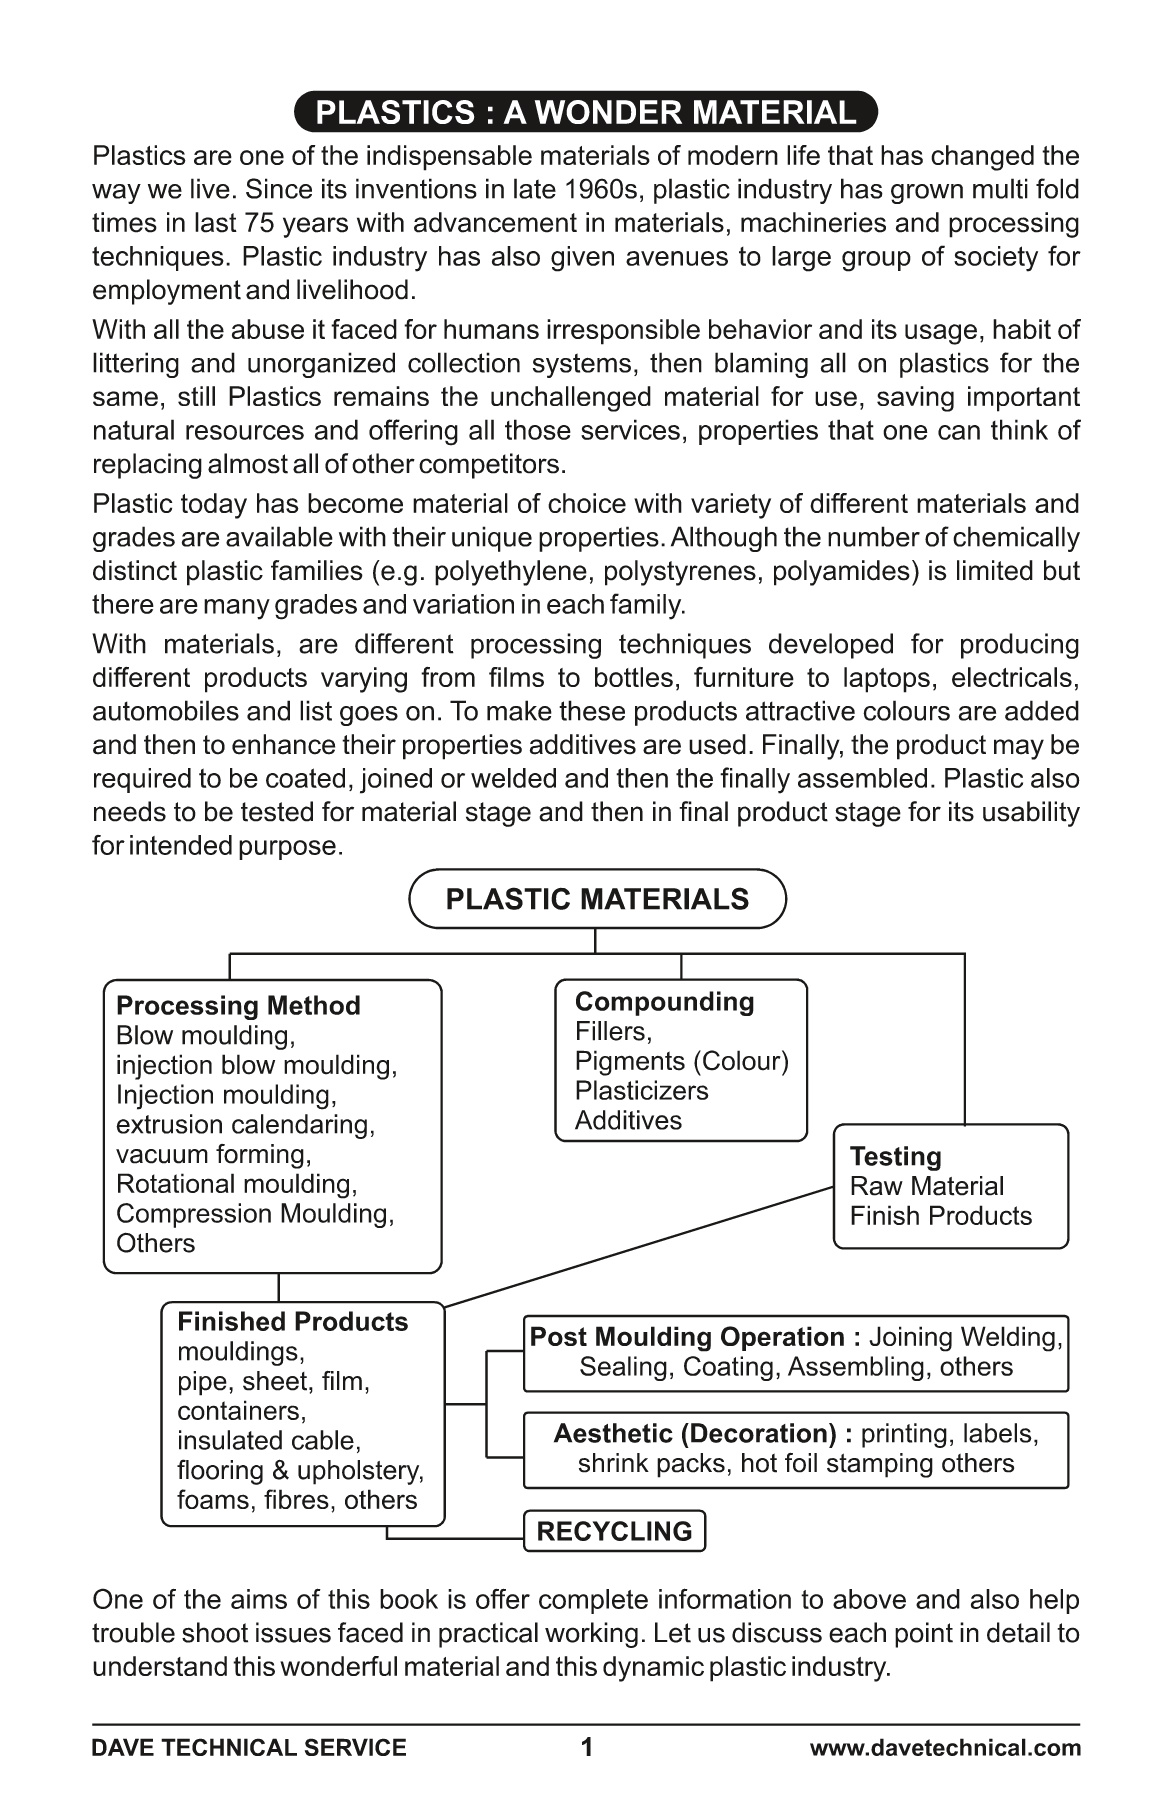 PLASTICS : A WONDER MATERIAL
Plastics are one of the indispensable materials of modern life that has changed the
way we live. Since its inventions in late 1960s, plastic industry has grown multi fold
times in last 75 years with advancement in materials, machineries and processing
techniques. Plastic industry has also given avenues to large group of society for
employment and livelihood.
With all the abuse it faced for humans irresponsible behavior and its usage, habit of
littering and unorganized collection systems, then blaming all on plastics for the
same, still Plastics remains the unchallenged material for use, saving important
natural resources and offering all those services, properties that one can think of
replacing almost all of other competitors.
Plastic today has become material of choice with variety of different materials and
grades are available with their unique properties. Although the number of chemically
distinct plastic families (e.g. polyethylene, polystyrenes, polyamides) is limited but
there are many grades and variation in each family.
With materials, are different processing techniques developed for producing
different products varying from films to bottles, furniture to laptops, electricals,
automobiles and list goes on. To make these products attractive colours are added
and then to enhance their properties additives are used. Finally, the product may be
required to be coated, joined or welded and then the finally assembled. Plastic also
needs to be tested for material stage and then in final product stage for its usability
for intended purpose.
PLASTIC MATERIALS
Processing Method
Blow moulding,
injection blow moulding,
Injection moulding,
extrusion calendaring,
vacuum forming,
Rotational moulding,
Compression Moulding,
Others
Compounding
Fillers,
Pigments (Colour)
Plasticizers
Additives
Testing
Raw Material
Finish Products
Finished Products
mouldings,
pipe, sheet, film,
containers,
insulated cable,
flooring & upholstery,
foams, fibres, others
Post Moulding Operation : Joining Welding,
Sealing, Coating, Assembling, others
Aesthetic (Decoration) : printing, labels,
shrink packs, hot foil stamping others
RECYCLING
One of the aims of this book is offer complete information to above and also help
trouble shoot issues faced in practical working. Let us discuss each point in detail to
understand this wonderful material and this dynamic plastic industry.
DAVE TECHNICAL SERVICE 1 www.davetechnical.com